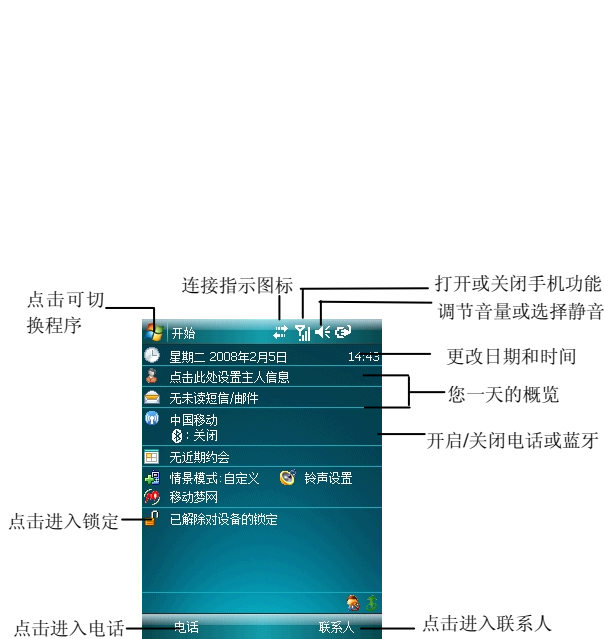 连接指示图标
打开或关闭手机功能
点击可切
换程序
调节音量或选择静音
开始
星期二 2008年2月5日
14:43
更改日期和时间
点击此处设置主人信息
您一天的概览
无未读短信/邮件
中国移动
:关闭
开启/关闭电话或蓝牙
无近期约会
情景模式:自定义
铃声设置
移动梦网
点击进入锁定
已解除对设备的锁定
点击进入电话
电话
联系人
点击进入联系人